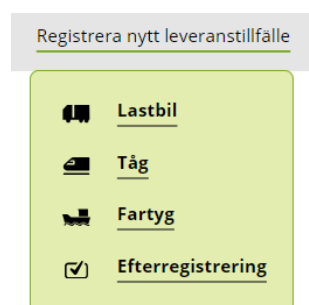 Registrera nytt leveranstillfälle
Lastbil
Tåg
Fartyg
Efterregistrering